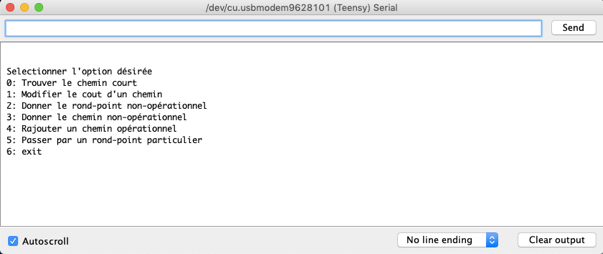 /dev/cu.usbmodem9628101 (Teensy) Serial
Send
Selectionner l'option désirée
0: Trouver le chemin court
1: Modifier le cout d'un chemin
2: Donner le rond-point non-opérationnel
3: Donner le chemin non-opérationnel
4: Rajouter un chemin opérationnel
5: Passer par un rond-point particulier
6: exit
Autoscroll
No line ending
Clear output